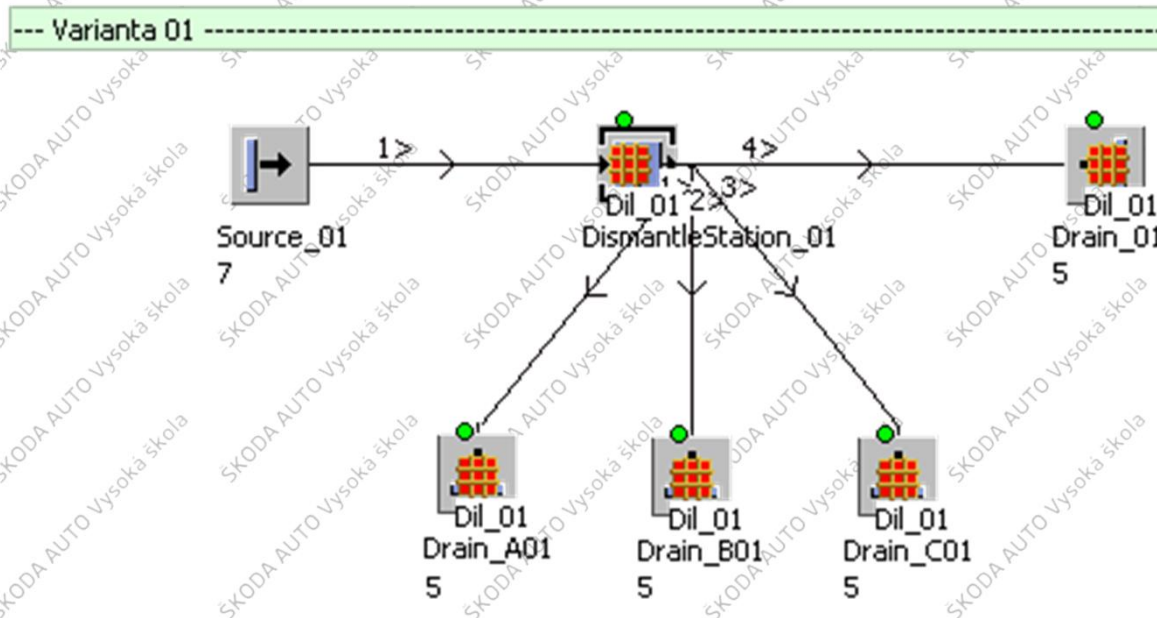 --- Varianta 01 ---------------------------------------------------------------
1>
4>
1>
2>
3>
Dil_01
Dil_01
Source_01
DismantleStation_01
Drain_01
7
5
Dil_01
Dil_01
Dil_01
Drain_A01
Drain_B01
Drain_C01
5
5
5
ŠKODA AUTO Vysoká škola